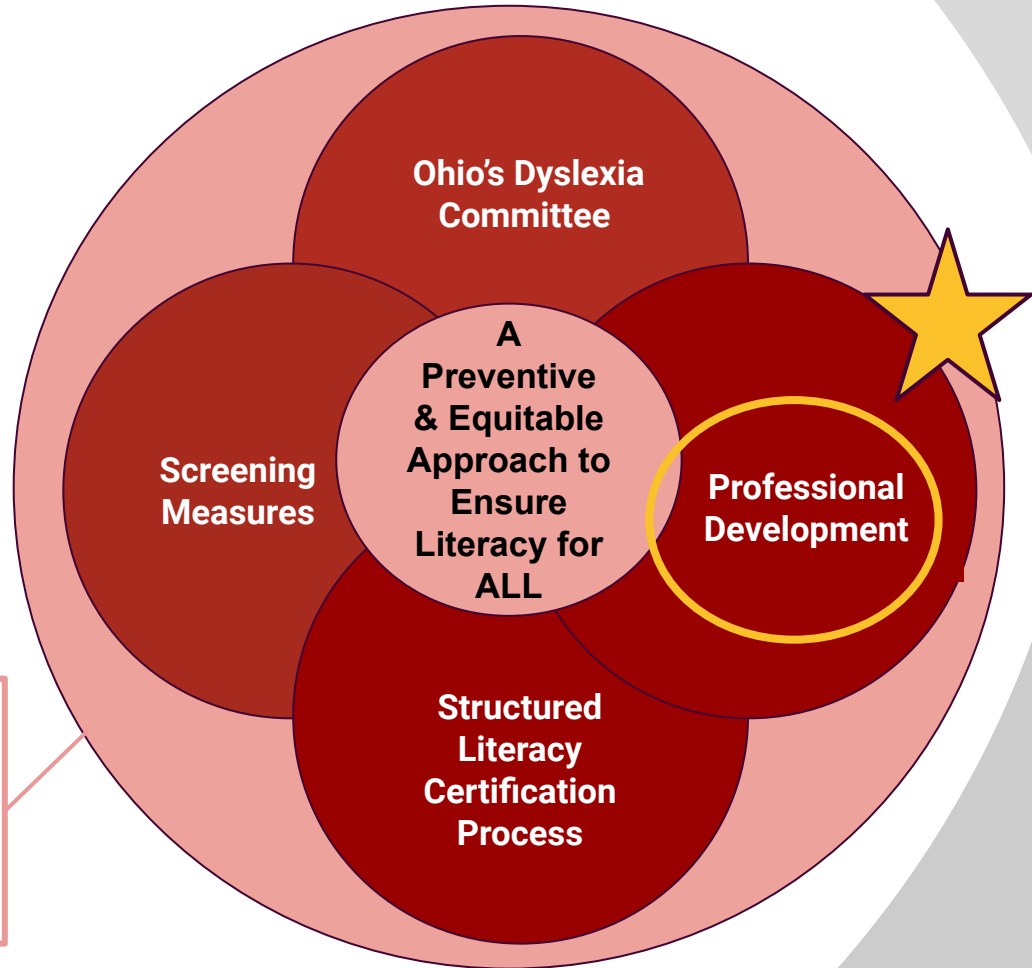 Ohio’s Dyslexia
Committee
A
Preventive
& Equitable
Approach to
Ensure
Literacy for
ALL
Screening
Measures
Professional
Development
Structured
Literacy
Certification
Process